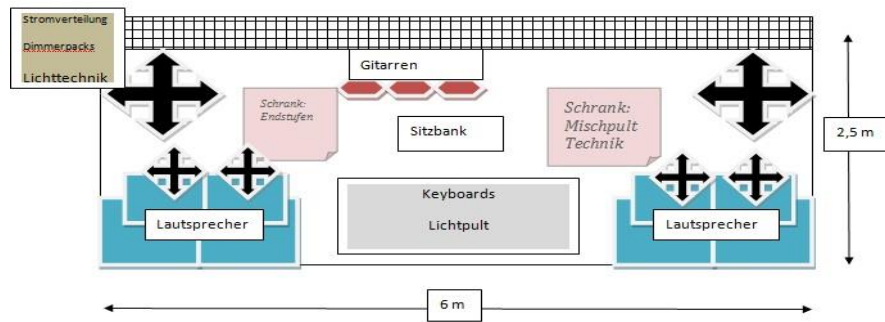 Stromverteilung
Dimmerpacks
Lichttechnik
Gitarren
Schrank:
Endstufen
Sitzbank
Schrank:
Mischpult
Technik
2,5 m
Keyboards
Lichtpult
Lautsprecher
Lautsprecher
6 m